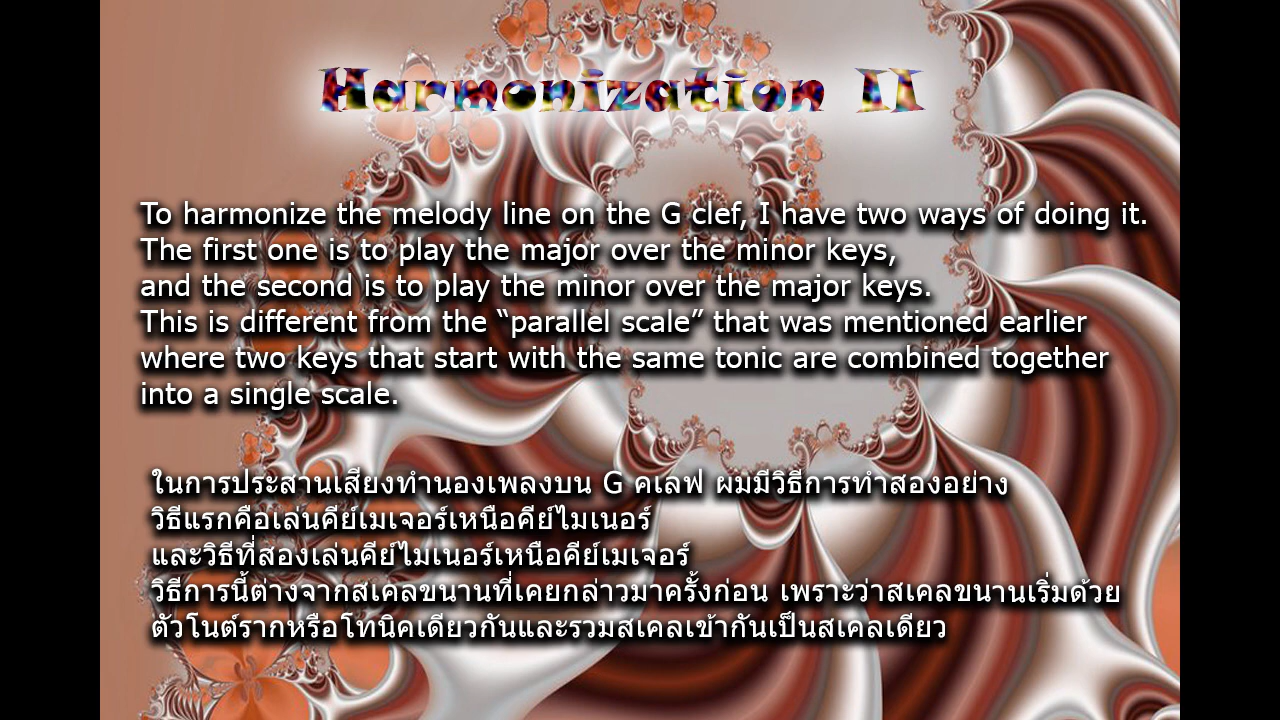 Harmonization II
To harmonize the melody line on the G clef, I have two ways of doing it.
The first one is to play the major over the minor keys,
and the second is to play the minor over the major keys.
This is different from the “parallel scale” that was mentioned earlier
where two keys that start with the same tonic are combined together
into a single scale.
ในการประสานเสียงทำนองเพลงบน G คเลฟ ผมมีวิธีการทำสองอย่าง
วิธีแรกคือเล่นคีย์เมเจอร์เหนือคีย์ไมเนอร์
และวิธีที่สองเล่นคีย์ไมเนอร์เหนือคีย์เมเจอร์
วิธีการนี้ต่างจากสเคลขนานที่เคยกล่าวมาครั้งก่อน เพราะว่าสเคลขนานเริ่มด้วย
ตัวโนต์รากหรือโทนิคเดียวกันและรวมสเคลเข้ากันเป็นสเคลเดียว